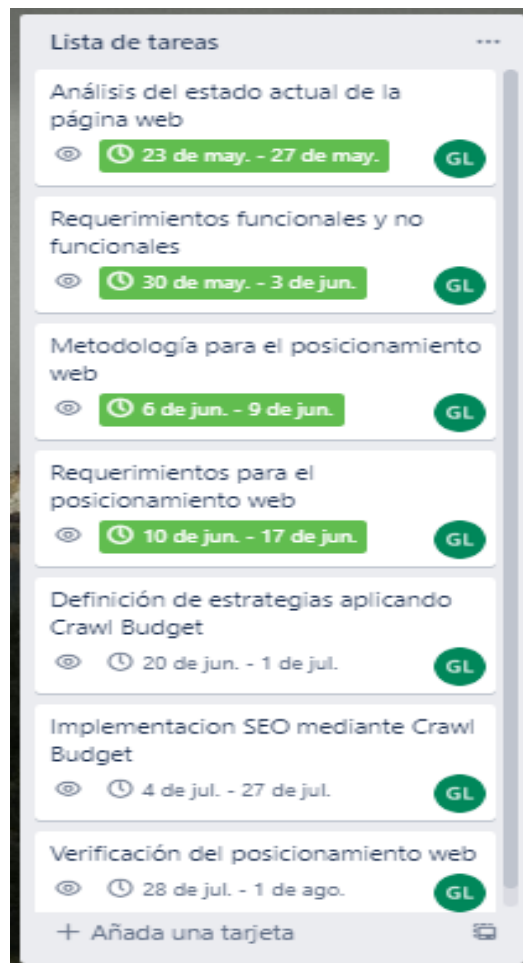 Lista de tareas
Análisis del estado actual de la
página web
23 de may. - 27 de may.
GL
Requerimientos funcionales y no
funcionales
30 de may. - 3 de jun.
GL
Metodología para el posicionamiento
web
6 de jun. - 9 de jun.
GL
Requerimientos para el
posicionamiento web
10 de jun. - 17 de jun.
GL
Definición de estrategias aplicando
Crawl Budget
20 de jun. - 1 de jul.
GL
Implementacion SEO mediante Crawl
Budget
4 de jul. - 27 de jul.
GL
Verificación del posicionamiento web
28 de jul. - 1 de ago.
GL
+ Añada una tarjeta